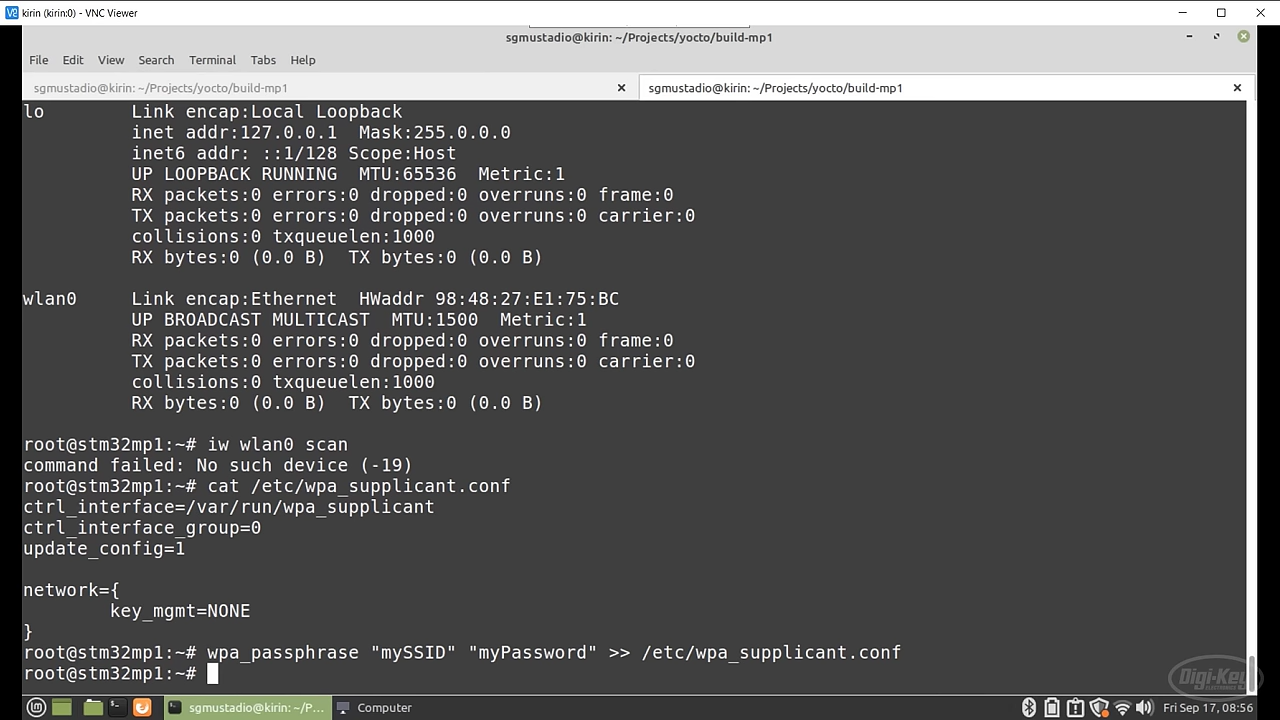 kirin (kirin:0) - VNC Viewer
sgmustadio@kirin: ~/Projects/yocto/build-mp1
File Edit View Search Terminal Tabs Help
sgmustadio@kirin: ~/Projects/yocto/build-mp1
sgmustadio@kirin: ~/Projects/yocto/build-mp1
lo Link encap:Local Loopback
inet addr:127.0.0.1 Mask:255.0.0.0
inet6 addr: ::1/128 Scope:Host
UP LOOPBACK RUNNING MTU:65536 Metric:1
RX packets:0 errors:0 dropped:0 overruns:0 frame:0
TX packets:0 errors:0 dropped:0 overruns:0 carrier:0
collisions:0 txqueuelen:1000
RX bytes:0 (0.0 B) TX bytes:0 (0.0 B)
wlan0 Link encap:Ethernet HWaddr 98:48:27:E1:75:BC
UP BROADCAST MULTICAST MTU:1500 Metric:1
RX packets:0 errors:0 dropped:0 overruns:0 frame:0
TX packets:0 errors:0 dropped:0 overruns:0 carrier:0
collisions:0 txqueuelen:1000
RX bytes:0 (0.0 B) TX bytes:0 (0.0 B)
root@stm32mp1:~# iw wlan0 scan
command failed: No such device (-19)
root@stm32mp1:~# cat /etc/wpa_supplicant.conf
ctrl_interface=/var/run/wpa_supplicant
ctrl_interface_group=0
update_config=1
network={
key_mgmt=NONE
}
root@stm32mp1:~# wpa_passphrase "mySSID" "myPassword" >> /etc/wpa_supplicant.conf
root@stm32mp1:~#
Digi-Key
ELECTRONICS
sgmustadio@kirin: ~/P...
Computer
Fri Sep 17, 08:56